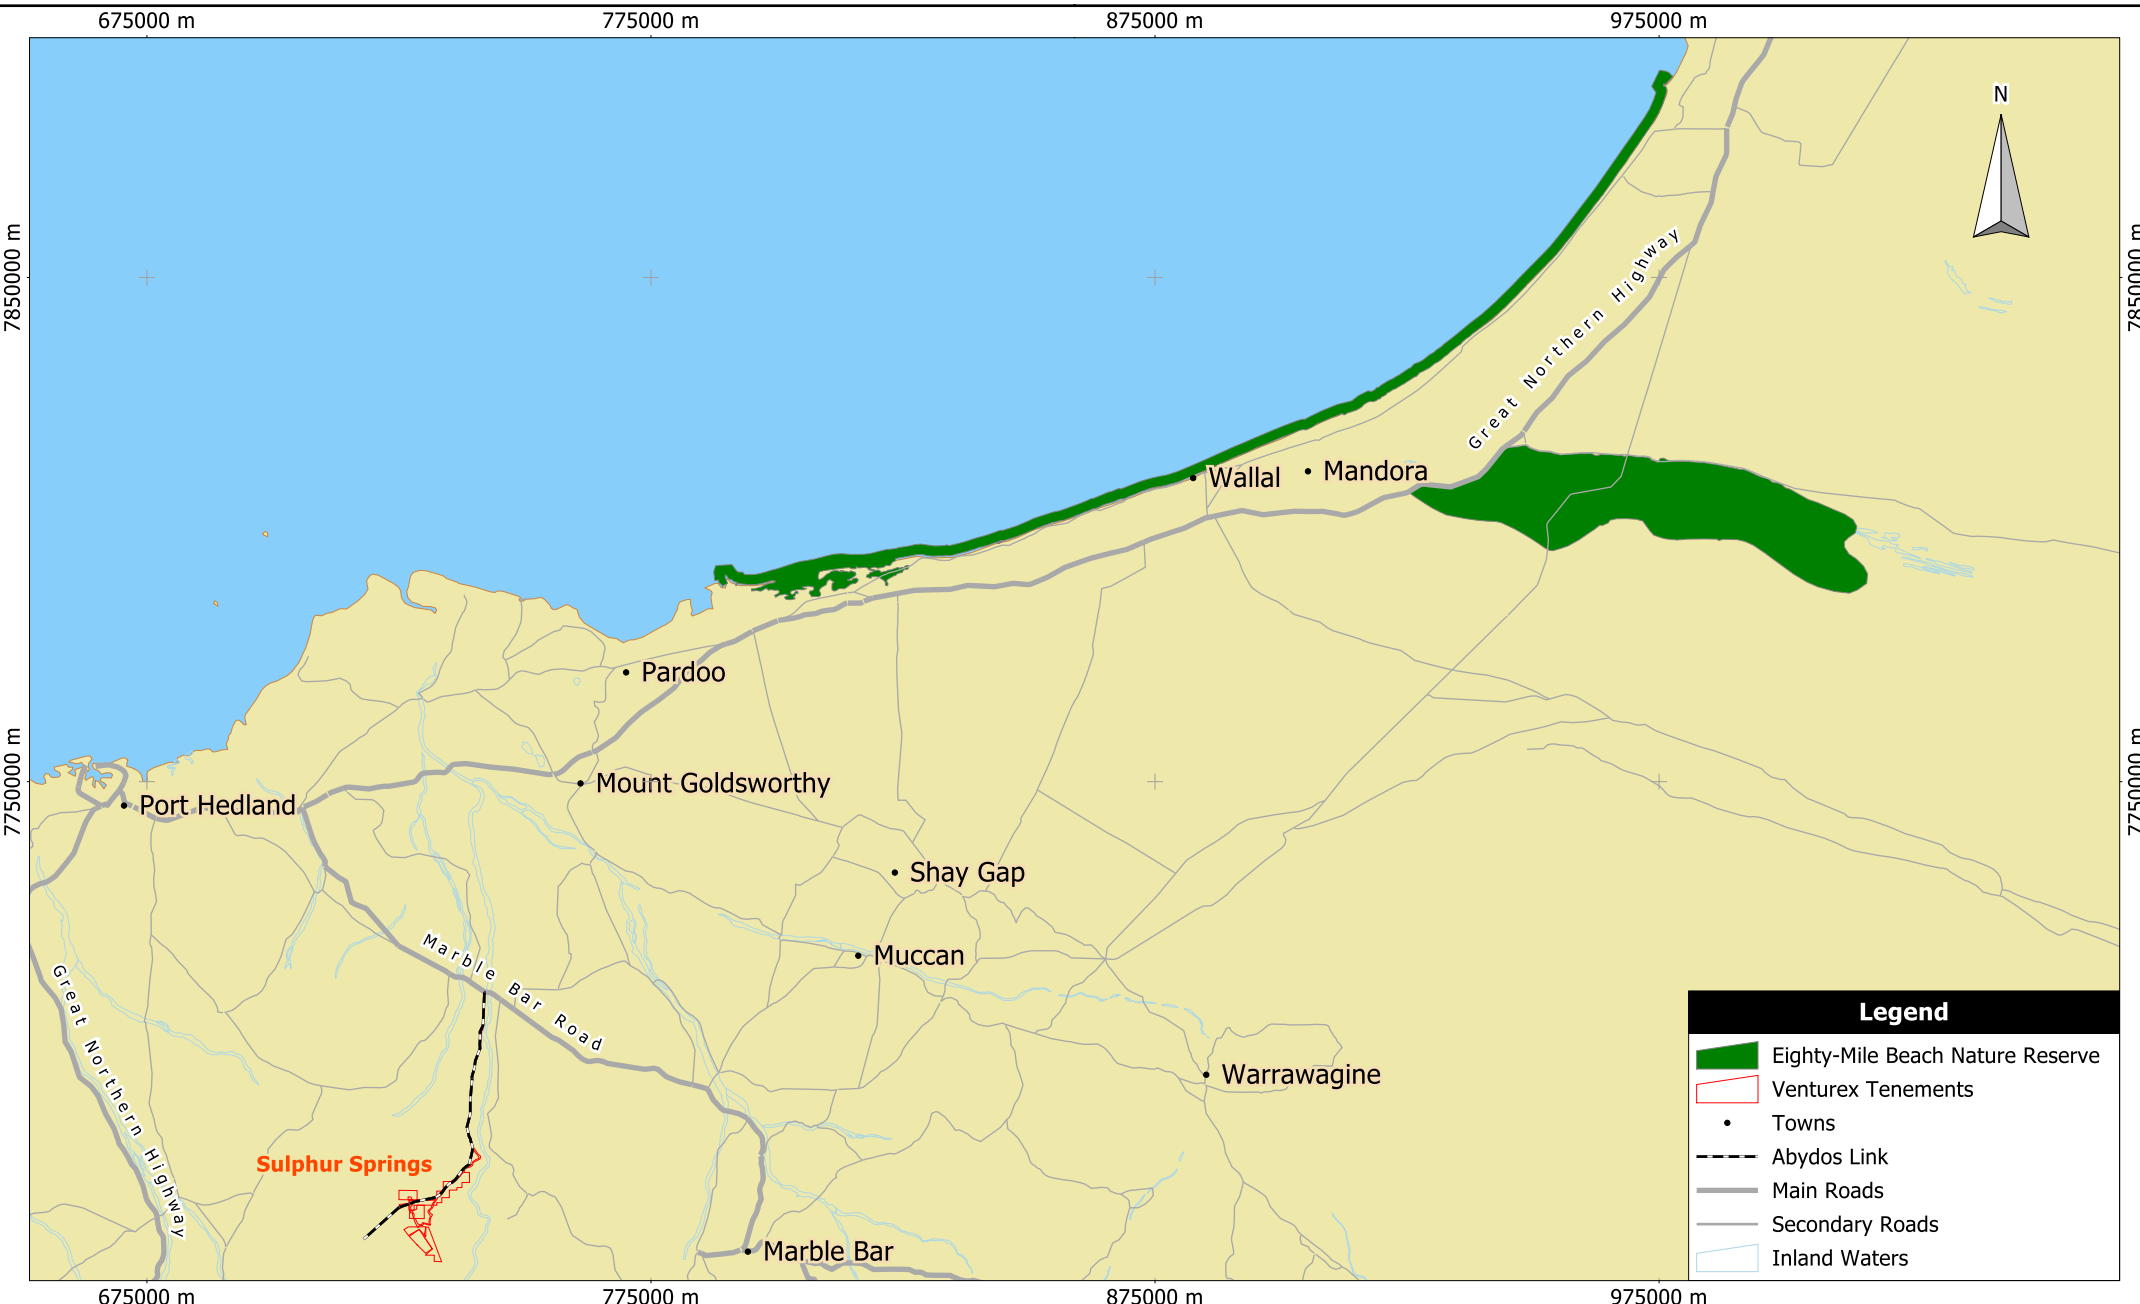 675000 m 775000 m 875000 m 975000 m
N
7850000 m 7850000 m
Great Northern Highway
Wallal
Mandora
Pardoo
Mount Goldsworthy
7750000 m 7750000 m
Port Hedland
Shay Gap
Marble Bar Road
Muccan
Great Northern Highway
Warrawagine
Sulphur Springs
Marble Bar
Legend
Eighty-Mile Beach Nature Reserve
Venturex Tenements
Towns
Abydos Link
Main Roads
Secondary Roads
Inland Waters
675000 m 775000 m 875000 m 975000 m